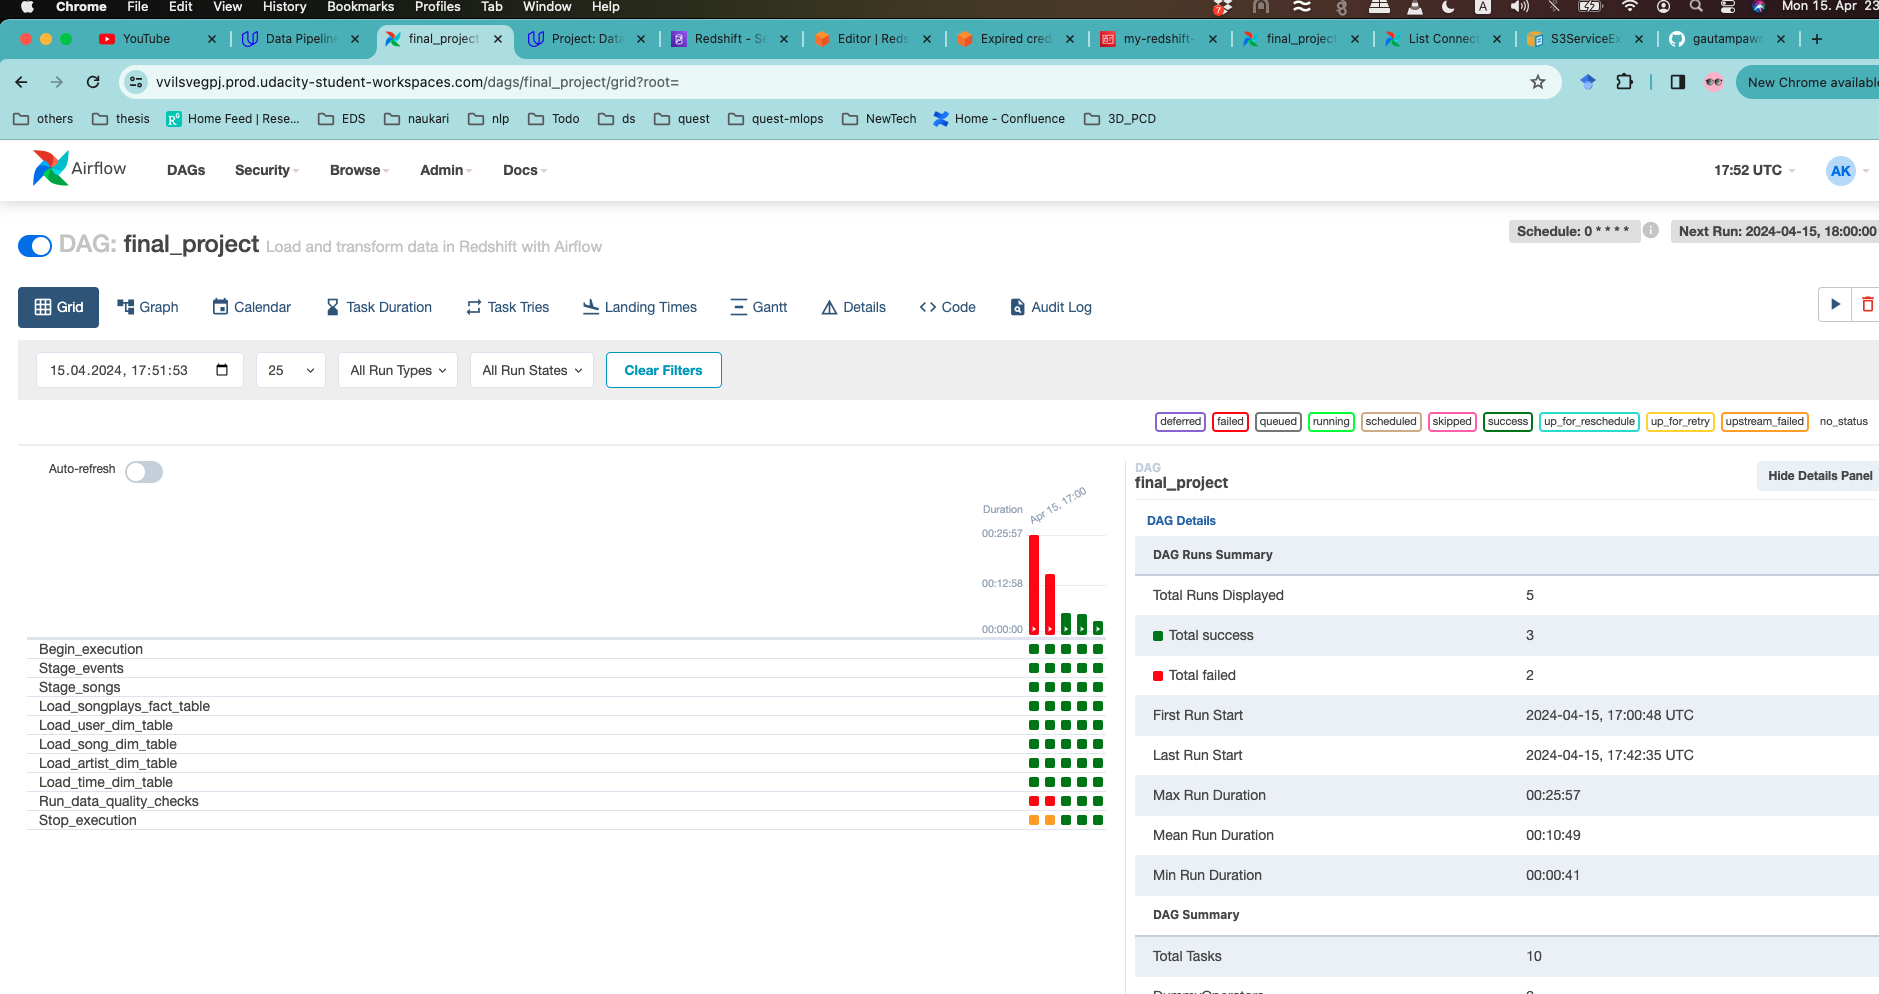 Chrome File Edit View History Bookmarks Profiles Tab Window Help
7
A
Mon 15. Apr 23
YouTube
Data Pipeline
final_project
Project: Data
Redshift - Se
Editor | Reds
Expired cred
my-redshift-
final_project
List Connect
S3ServiceEx
gautampawn
vvilsvegpj.prod.udacity-student-workspaces.com/dags/final_project/grid?root=
New Chrome available
others thesis Home Feed | Rese... EDS naukari nlp Todo ds quest quest-mlops NewTech Home - Confluence 3D_PCD
Airflow DAGs Security Browse Admin Docs 17:52 UTC AK
DAG: final_project Load and transform data in Redshift with Airflow
Schedule: 0 * * * * i Next Run: 2024-04-15, 18:00:00
Grid Graph Calendar Task Duration Task Tries Landing Times Gantt Details Code Audit Log
15.04.2024, 17:51:53 25 All Run Types All Run States Clear Filters
deferred failed queued running scheduled skipped success up_for_reschedule up_for_retry upstream_failed no_status
Auto-refresh
Duration
Apr 15, 17:00
00:25:57
00:12:58
00:00:00
Begin_execution
Stage_events
Stage_songs
Load_songplays_fact_table
Load_user_dim_table
Load_song_dim_table
Load_artist_dim_table
Load_time_dim_table
Run_data_quality_checks
Stop_execution
DAG
final_project
Hide Details Panel
DAG Details
DAG Runs Summary
Total Runs Displayed 5
Total success 3
Total failed 2
First Run Start 2024-04-15, 17:00:48 UTC
Last Run Start 2024-04-15, 17:42:35 UTC
Max Run Duration 00:25:57
Mean Run Duration 00:10:49
Min Run Duration 00:00:41
DAG Summary
Total Tasks 10